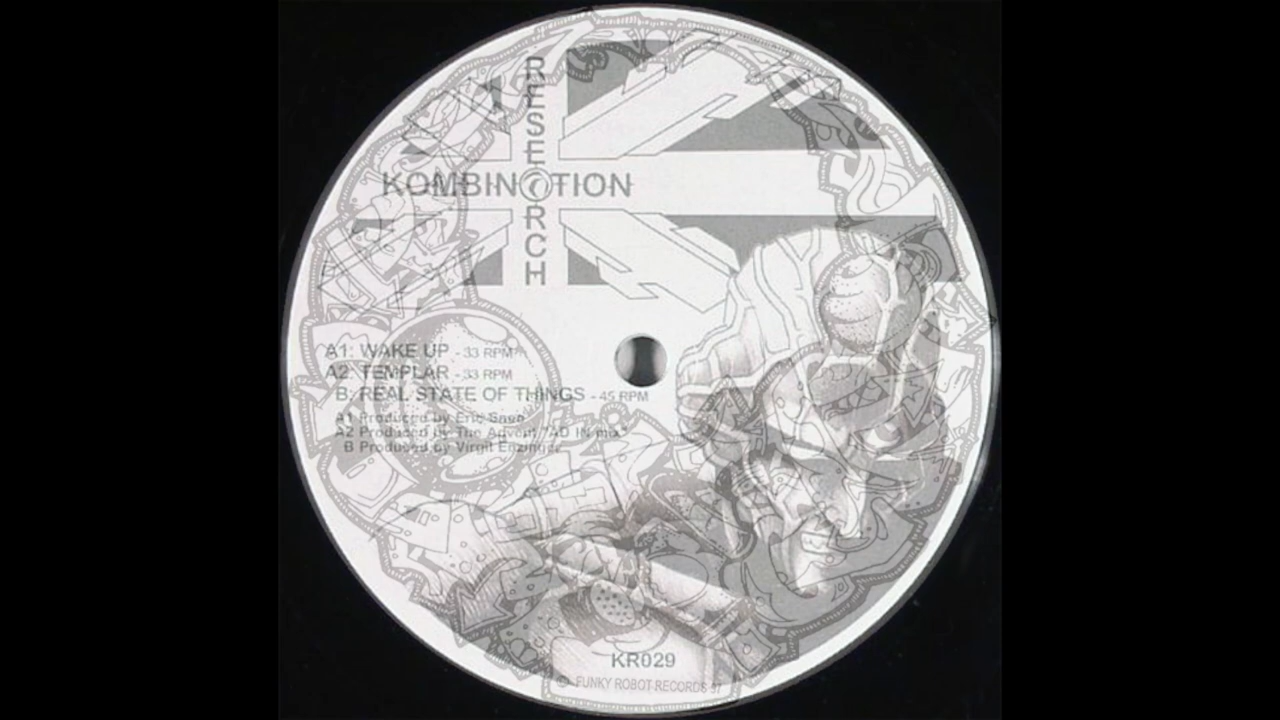 RESEARCH
KOMBINATION
A1: WAKE UP - 33 RPM
A2: TEMPLAR - 33 RPM
B: REAL STATE OF THINGS - 45 RPM
A1 Produced by Eric Sneo
A2 Produced by The Advent "AD IN mix"
B Produced by Virgil Enzinger
KR029
© FUNKY ROBOT RECORDS 97